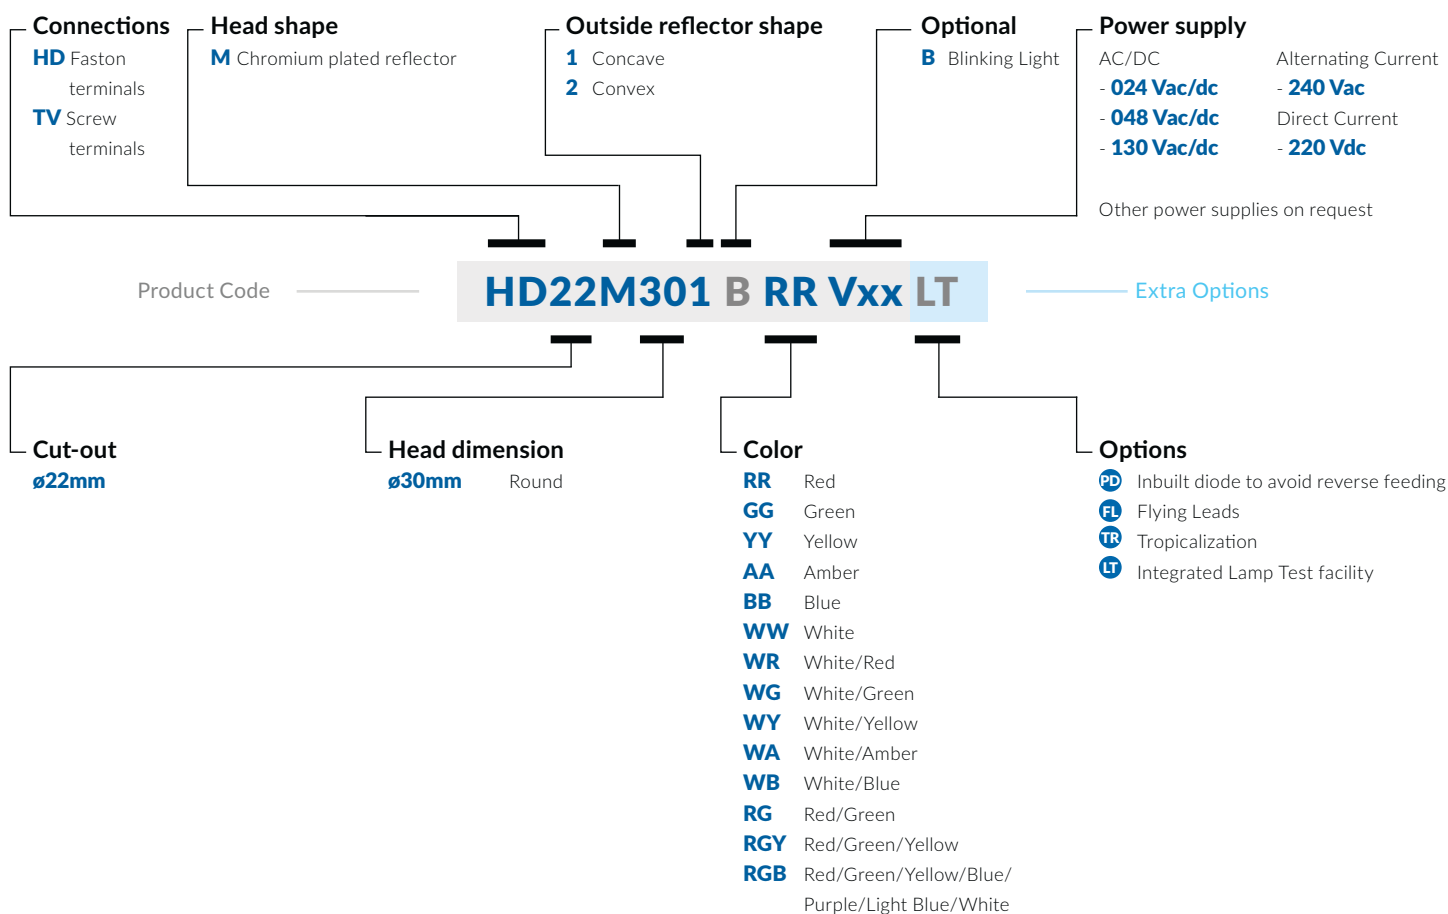 Connections
HD Faston
terminals
TV Screw
terminals
Head shape
M Chromium plated reflector
Outside reflector shape
1 Concave
2 Convex
Optional
B Blinking Light
Power supply
AC/DC
- 024 Vac/dc
- 048 Vac/dc
- 130 Vac/dc
Alternating Current
- 240 Vac
Direct Current
- 220 Vdc
Other power supplies on request
Product Code
HD22M301 B RR Vxx LT
Extra Options
Cut-out
ø22mm
Head dimension
ø30mm Round
Color
RR Red
GG Green
YY Yellow
AA Amber
BB Blue
WW White
WR White/Red
WG White/Green
WY White/Yellow
WA White/Amber
WB White/Blue
RG Red/Green
RGY Red/Green/Yellow
RGB Red/Green/Yellow/Blue/
Purple/Light Blue/White
Options
PD Inbuilt diode to avoid reverse feeding
FL Flying Leads
TR Tropicalization
LT Integrated Lamp Test facility